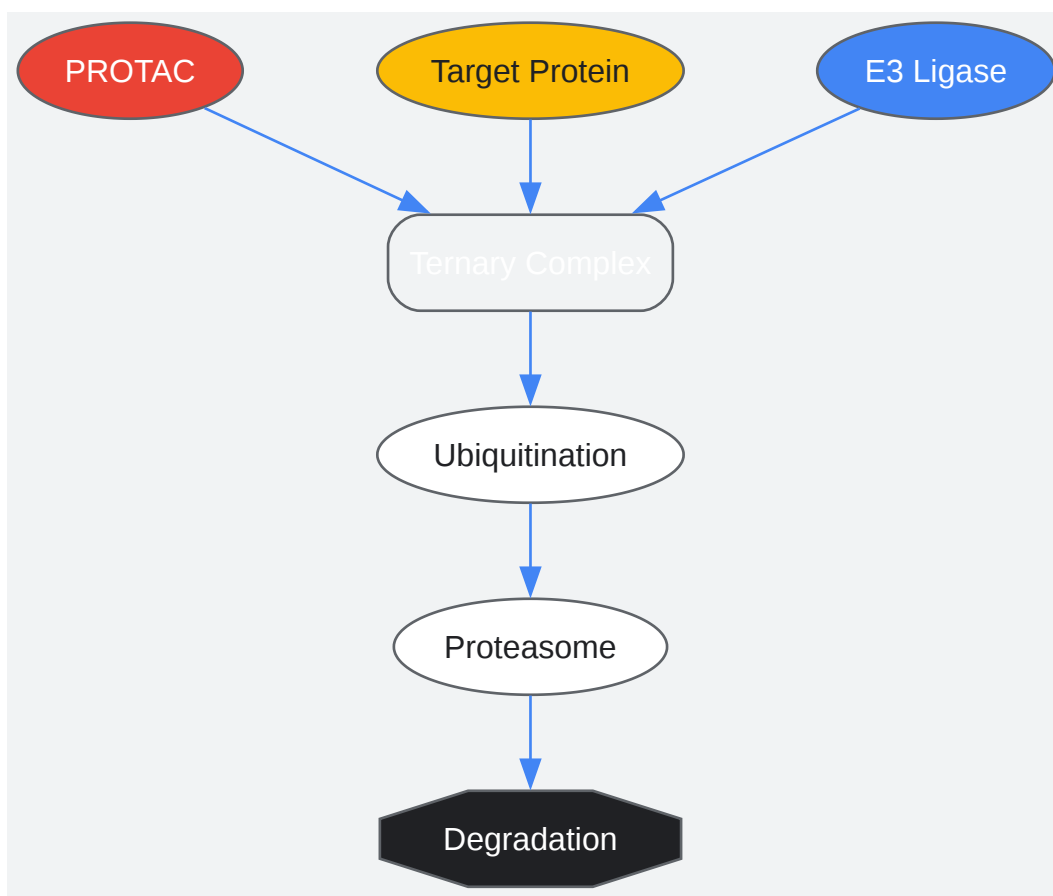 PROTAC
Target Protein
E3 Ligase
Ternary Complex
Ubiquitination
Proteasome
Degradation